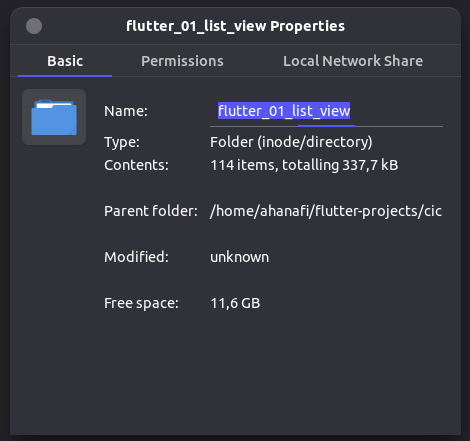 flutter_01_list_view Properties
Basic Permissions Local Network Share
Name: flutter_01_list_view
Type: Folder (inode/directory)
Contents: 114 items, totalling 337,7 kB
Parent folder: /home/ahanafi/flutter-projects/cic
Modified: unknown
Free space: 11,6 GB